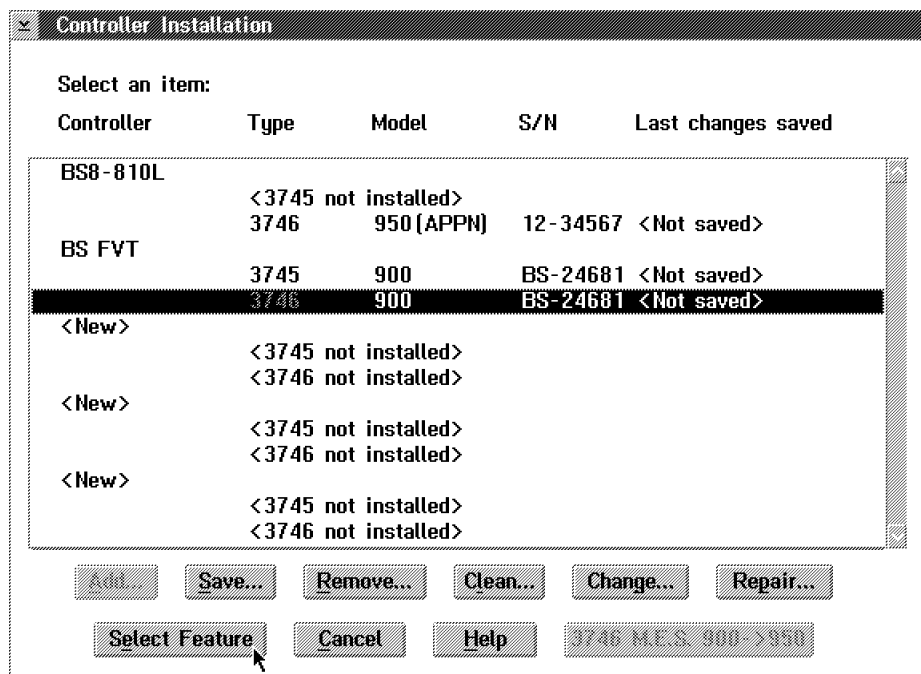 Controller Installation
Select an item:
Controller Type Model S/N Last changes saved
BS8-810L
<3745 not installed>
3746 950(APPN) 12-34567 <Not saved>
BS FVT
3745 900 BS-24681 <Not saved>
3746 900 BS-24681 <Not saved>
<New>
<3745 not installed>
<3746 not installed>
<New>
<3745 not installed>
<3746 not installed>
<New>
<3745 not installed>
<3746 not installed>
Add... Save... Remove... Clean... Change... Repair...
Select Feature Cancel Help 3746 M.E.S. 900->950